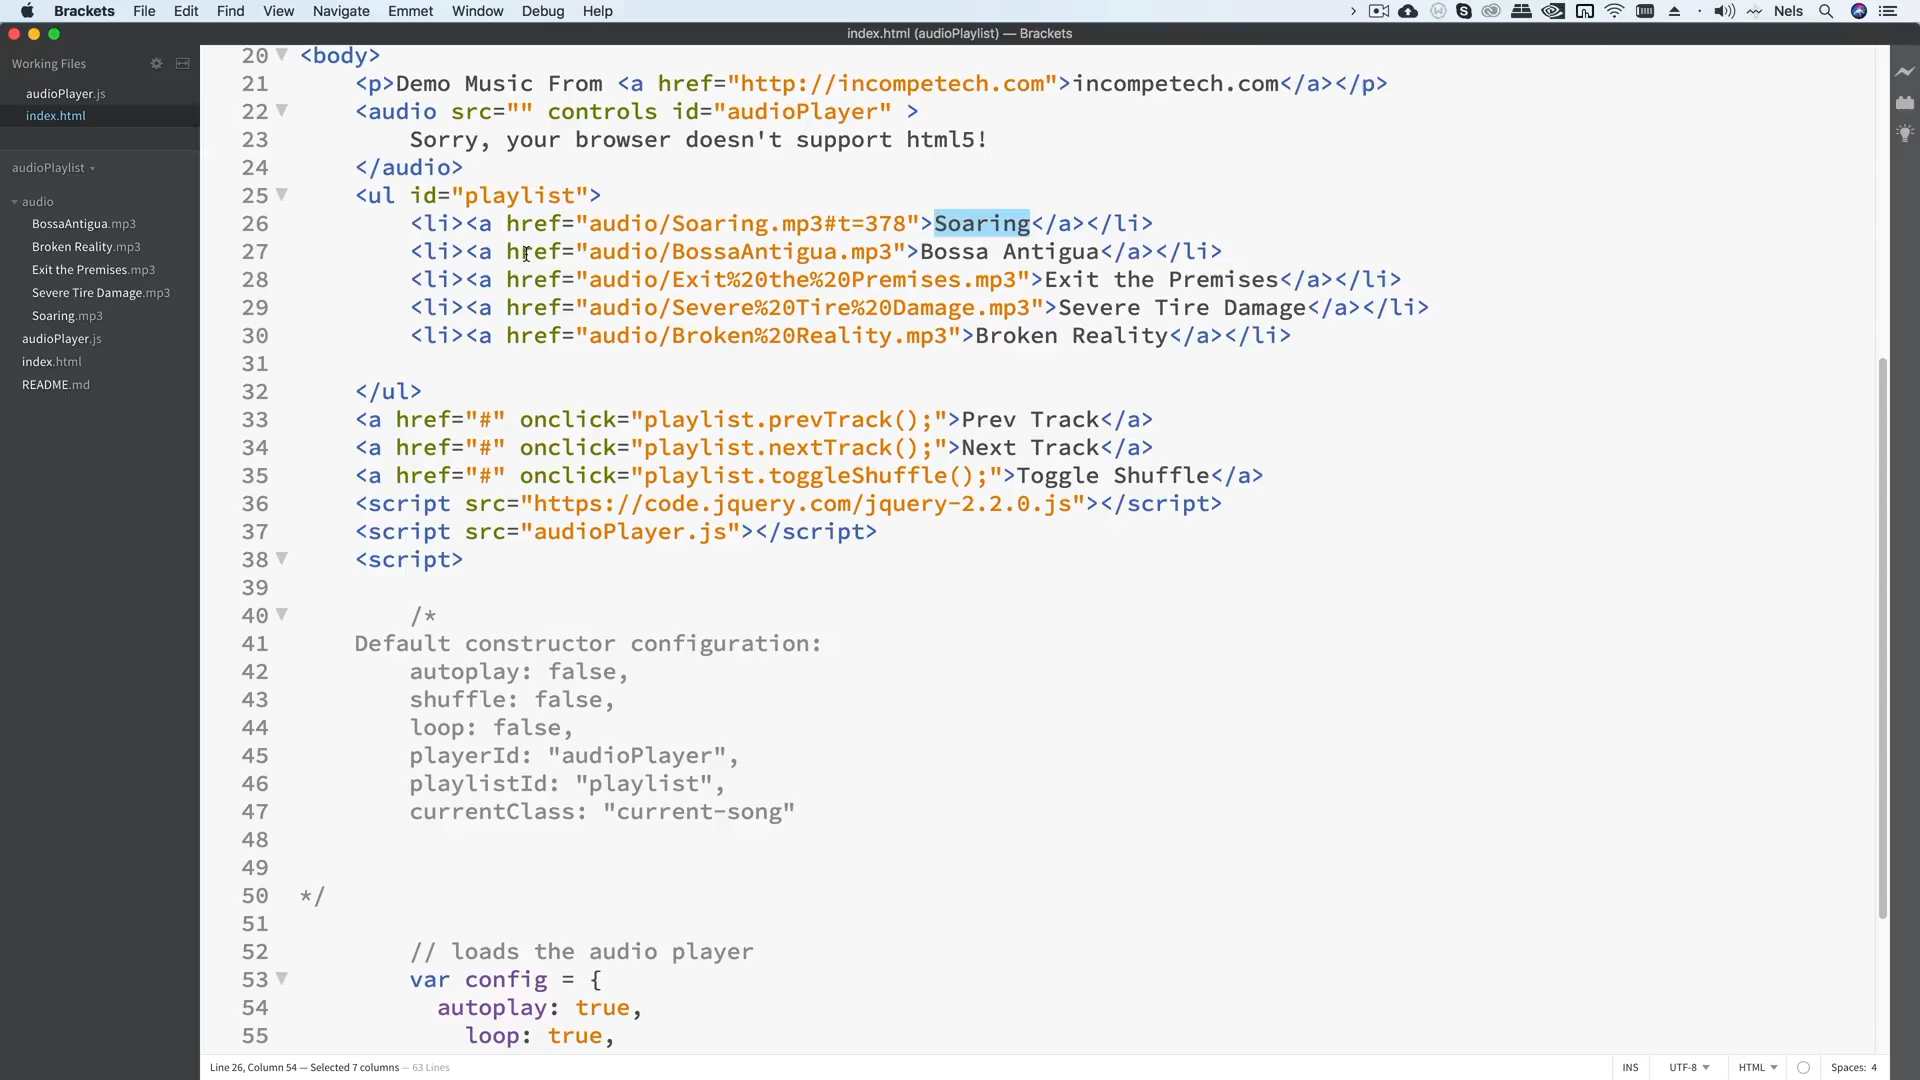 Brackets File Edit Find View Navigate Emmet Window Debug Help Nels
index.html (audioPlaylist) — Brackets
Working Files
audioPlayer.js
index.html
audioPlaylist
audio
BossaAntigua.mp3
Broken Reality.mp3
Exit the Premises.mp3
Severe Tire Damage.mp3
Soaring.mp3
audioPlayer.js
index.html
README.md
20 <body>
21 <p>Demo Music From <a href="http://incompetech.com">incompetech.com</a></p>
22 <audio src="" controls id="audioPlayer" >
23 Sorry, your browser doesn't support html5!
24 </audio>
25 <ul id="playlist">
26 <li><a href="audio/Soaring.mp3#t=378">Soaring</a></li>
27 <li><a href="audio/BossaAntigua.mp3">Bossa Antigua</a></li>
28 <li><a href="audio/Exit%20the%20Premises.mp3">Exit the Premises</a></li>
29 <li><a href="audio/Severe%20Tire%20Damage.mp3">Severe Tire Damage</a></li>
30 <li><a href="audio/Broken%20Reality.mp3">Broken Reality</a></li>
31
32 </ul>
33 <a href="#" onclick="playlist.prevTrack();">Prev Track</a>
34 <a href="#" onclick="playlist.nextTrack();">Next Track</a>
35 <a href="#" onclick="playlist.toggleShuffle();">Toggle Shuffle</a>
36 <script src="https://code.jquery.com/jquery-2.2.0.js"></script>
37 <script src="audioPlayer.js"></script>
38 <script>
39
40 /*
41 Default constructor configuration:
42 autoplay: false,
43 shuffle: false,
44 loop: false,
45 playerId: "audioPlayer",
46 playlistId: "playlist",
47 currentClass: "current-song"
48
49
50 */
51
52 // loads the audio player
53 var config = {
54 autoplay: true,
55 loop: true,
Line 26, Column 54 — Selected 7 columns — 63 Lines INS UTF-8 HTML Spaces: 4